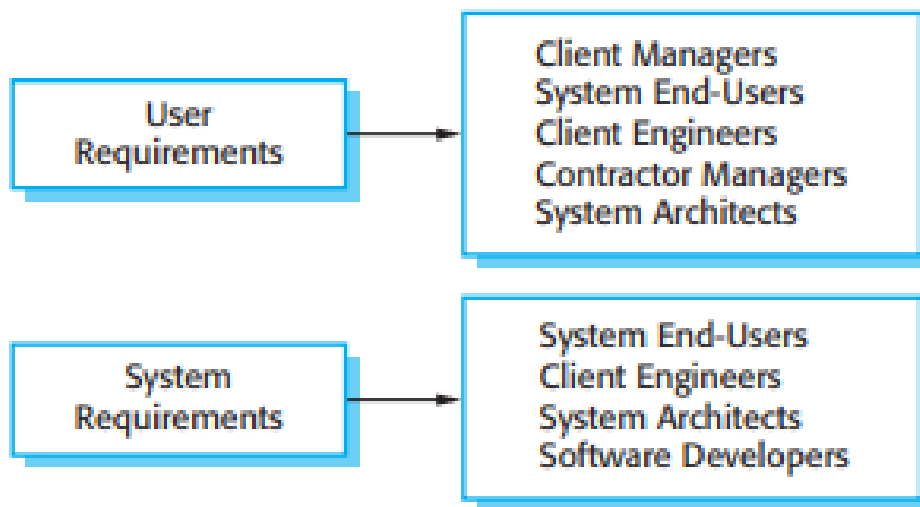 User
Requirements
Client Managers
System End-Users
Client Engineers
Contractor Managers
System Architects
System
Requirements
System End-Users
Client Engineers
System Architects
Software Developers